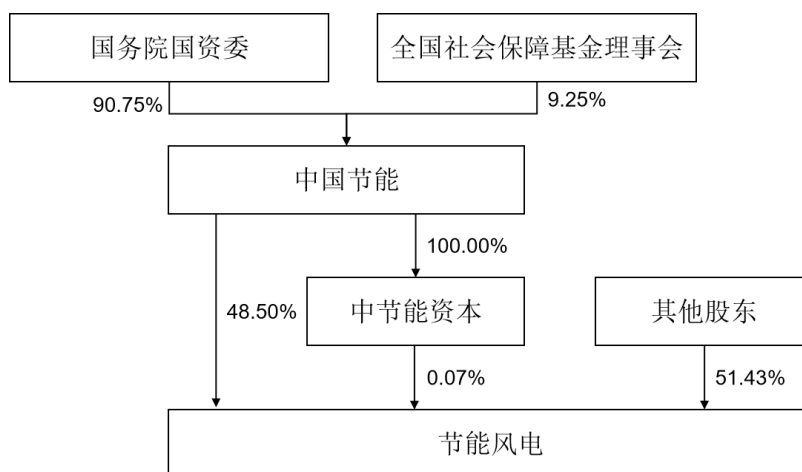 国务院国资委
全国社会保障基金理事会
90.75%
9.25%
中国节能
100.00%
48.50%
中节能资本
其他股东
0.07%
51.43%
节能风电